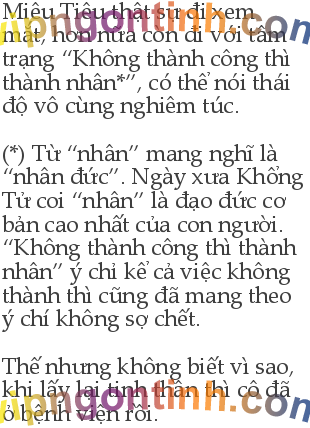 Miêu Tiêu thật sự đi xem
mặt, hơn nữa còn đi với tâm
trạng “Không thành công thì
thành nhân*”, có thể nói thái
độ vô cùng nghiêm túc.
(*) Từ “nhân” mang nghĩ là
“nhân đức”. Ngày xưa Khổng
Tử coi “nhân” là đạo đức cơ
bản cao nhất của con người.
“Không thành công thì thành
nhân” ý chỉ kể cả việc không
thành thì cũng đã mang theo
ý chí không sợ chết.
Thế nhưng không biết vì sao,
khi lấy lại tinh thần thì cô đã
ở bệnh viện rồi.
iupngontinh.com
iupngontinh.com